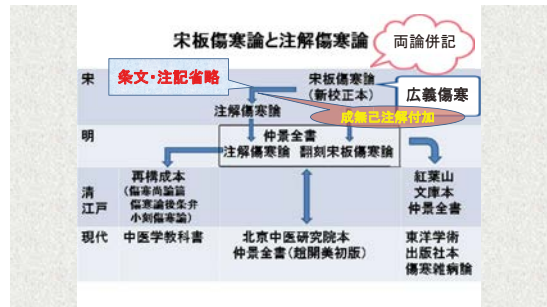 宋板傷寒論と注解傷寒論
両論併記
宋
条文・注記省略
宋板傷寒論
(新校正本)
広義傷寒
注解傷寒論
成無已注解付加
明
仲景全書
注解傷寒論 翻刻宋板傷寒論
清
江戸
再構成本
(傷寒尚論篇
傷寒論後条弁
小刻傷寒論)
紅葉山
文庫本
仲景全書
現代
中医学教科書
北京中医研究院本
仲景全書(趙開美初版)
東洋学術
出版社本
傷寒雑病論